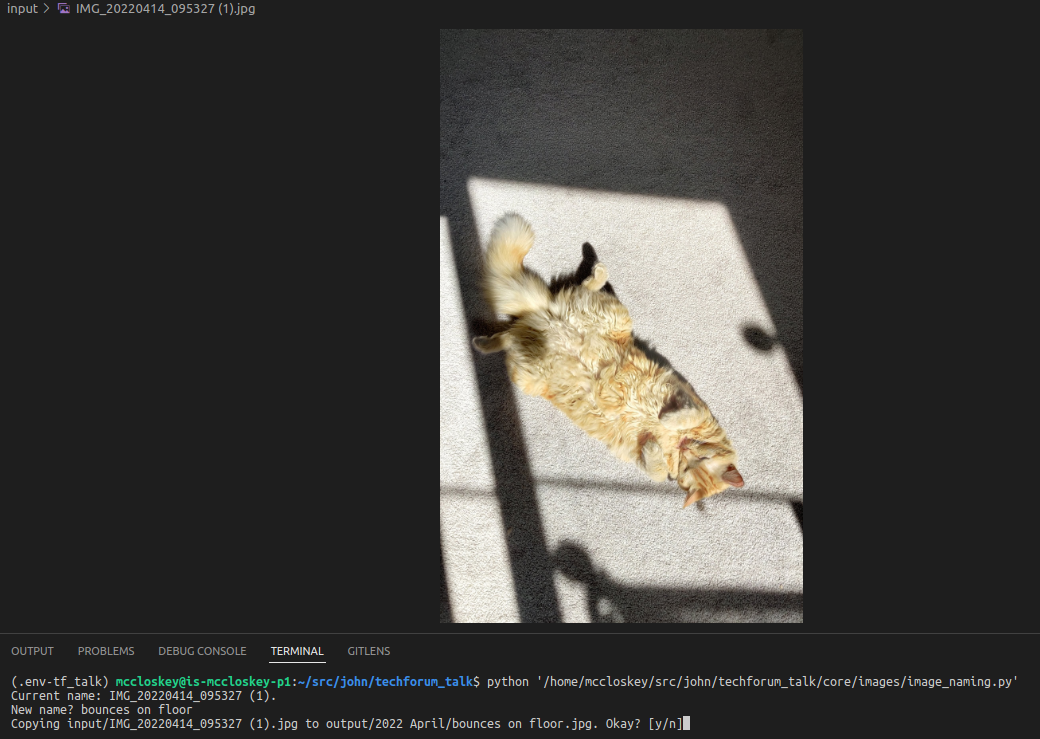 input > IMG_20220414_095327 (1).jpg
OUTPUT PROBLEMS DEBUG CONSOLE TERMINAL GITLENS
(.env-tf_talk) mccloskey@is-mccloskey-p1:~/src/john/techforum_talk$ python '/home/mccloskey/src/john/techforum_talk/core/images/image_naming.py'
Current name: IMG_20220414_095327 (1).
New name? bounces on floor
Copying input/IMG_20220414_095327 (1).jpg to output/2022 April/bounces on floor.jpg. Okay? [y/n]